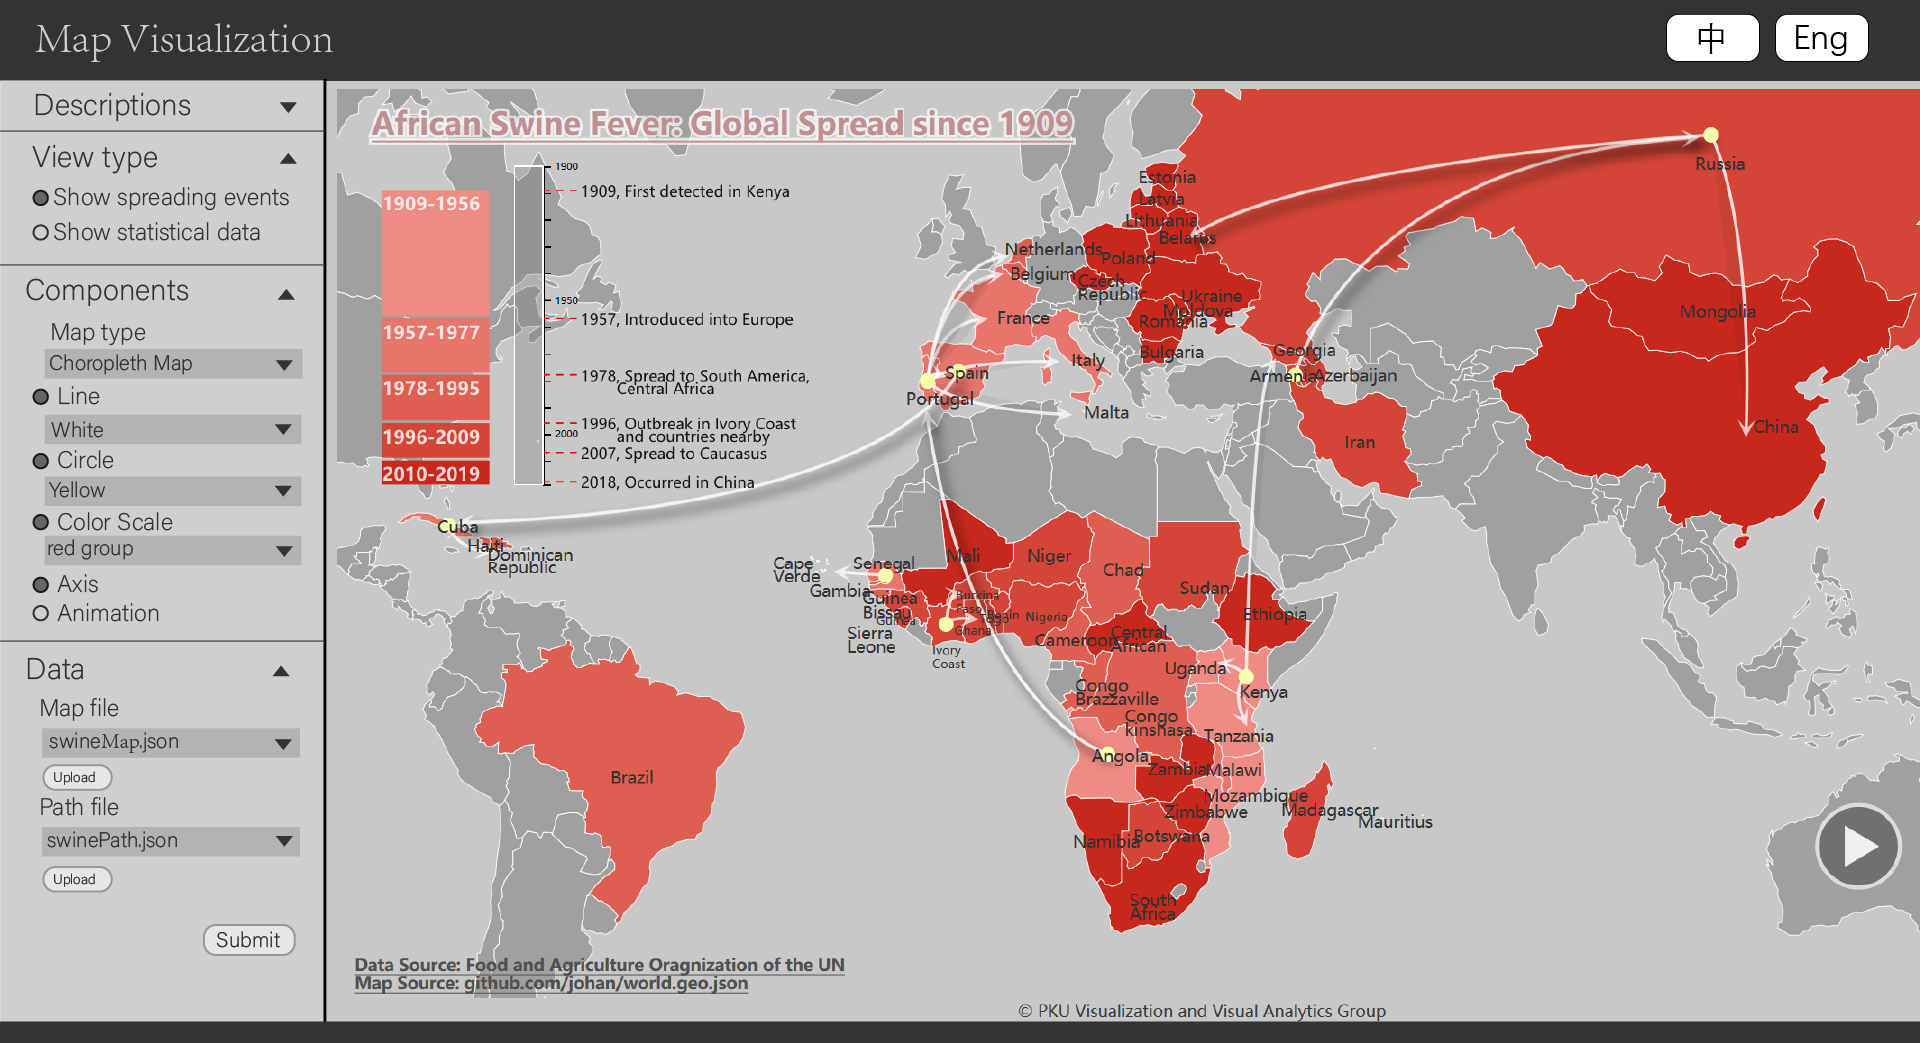 Map Visualization
中
Eng
Descriptions
View type
Show spreading events
Show statistical data
Components
Map type
Choropleth Map
Line
White
Circle
Yellow
Color Scale
red group
Axis
Animation
Data
Map file
swineMap.json
Upload
Path file
swinePath.json
Upload
Submit
African Swine Fever: Global Spread since 1909
1909-1956
1957-1977
1978-1995
1996-2009
2010-2019
1900
1950
2000
1909, First detected in Kenya
1957, Introduced into Europe
1978, Spread to South America,
Central Africa
1996, Outbreak in Ivory Coast
and countries nearby
2007, Spread to Caucasus
2018, Occurred in China
Russia
Estonia
Latvia
Lithuania
Belarus
Netherlands
Poland
Belgium
Czech
Republic
Ukraine
Moldova
Romania
France
Bulgaria
Italy
Spain
Portugal
Malta
Georgia
Armenia
Azerbaijan
Iran
Mongolia
China
Cuba
Haiti
Dominican
Republic
Cape
Verde
Senegal
Gambia
Guinea
Bissau
Guinea
Sierra
Leone
Mali
Burkina
Faso
Togo
Benin
Ghana
Ivory
Coast
Niger
Nigeria
Chad
Sudan
Ethiopia
Cameroon
Central
African
Uganda
Kenya
Congo
Brazzaville
Congo
kinshasa
Tanzania
Angola
Zambia
Malawi
Mozambique
Zimbabwe
Madagascar
Mauritius
Namibia
Botswana
South
Africa
Brazil
Data Source: Food and Agriculture Oragnization of the UN
Map Source: github.com/johan/world.geo.json
© PKU Visualization and Visual Analytics Group